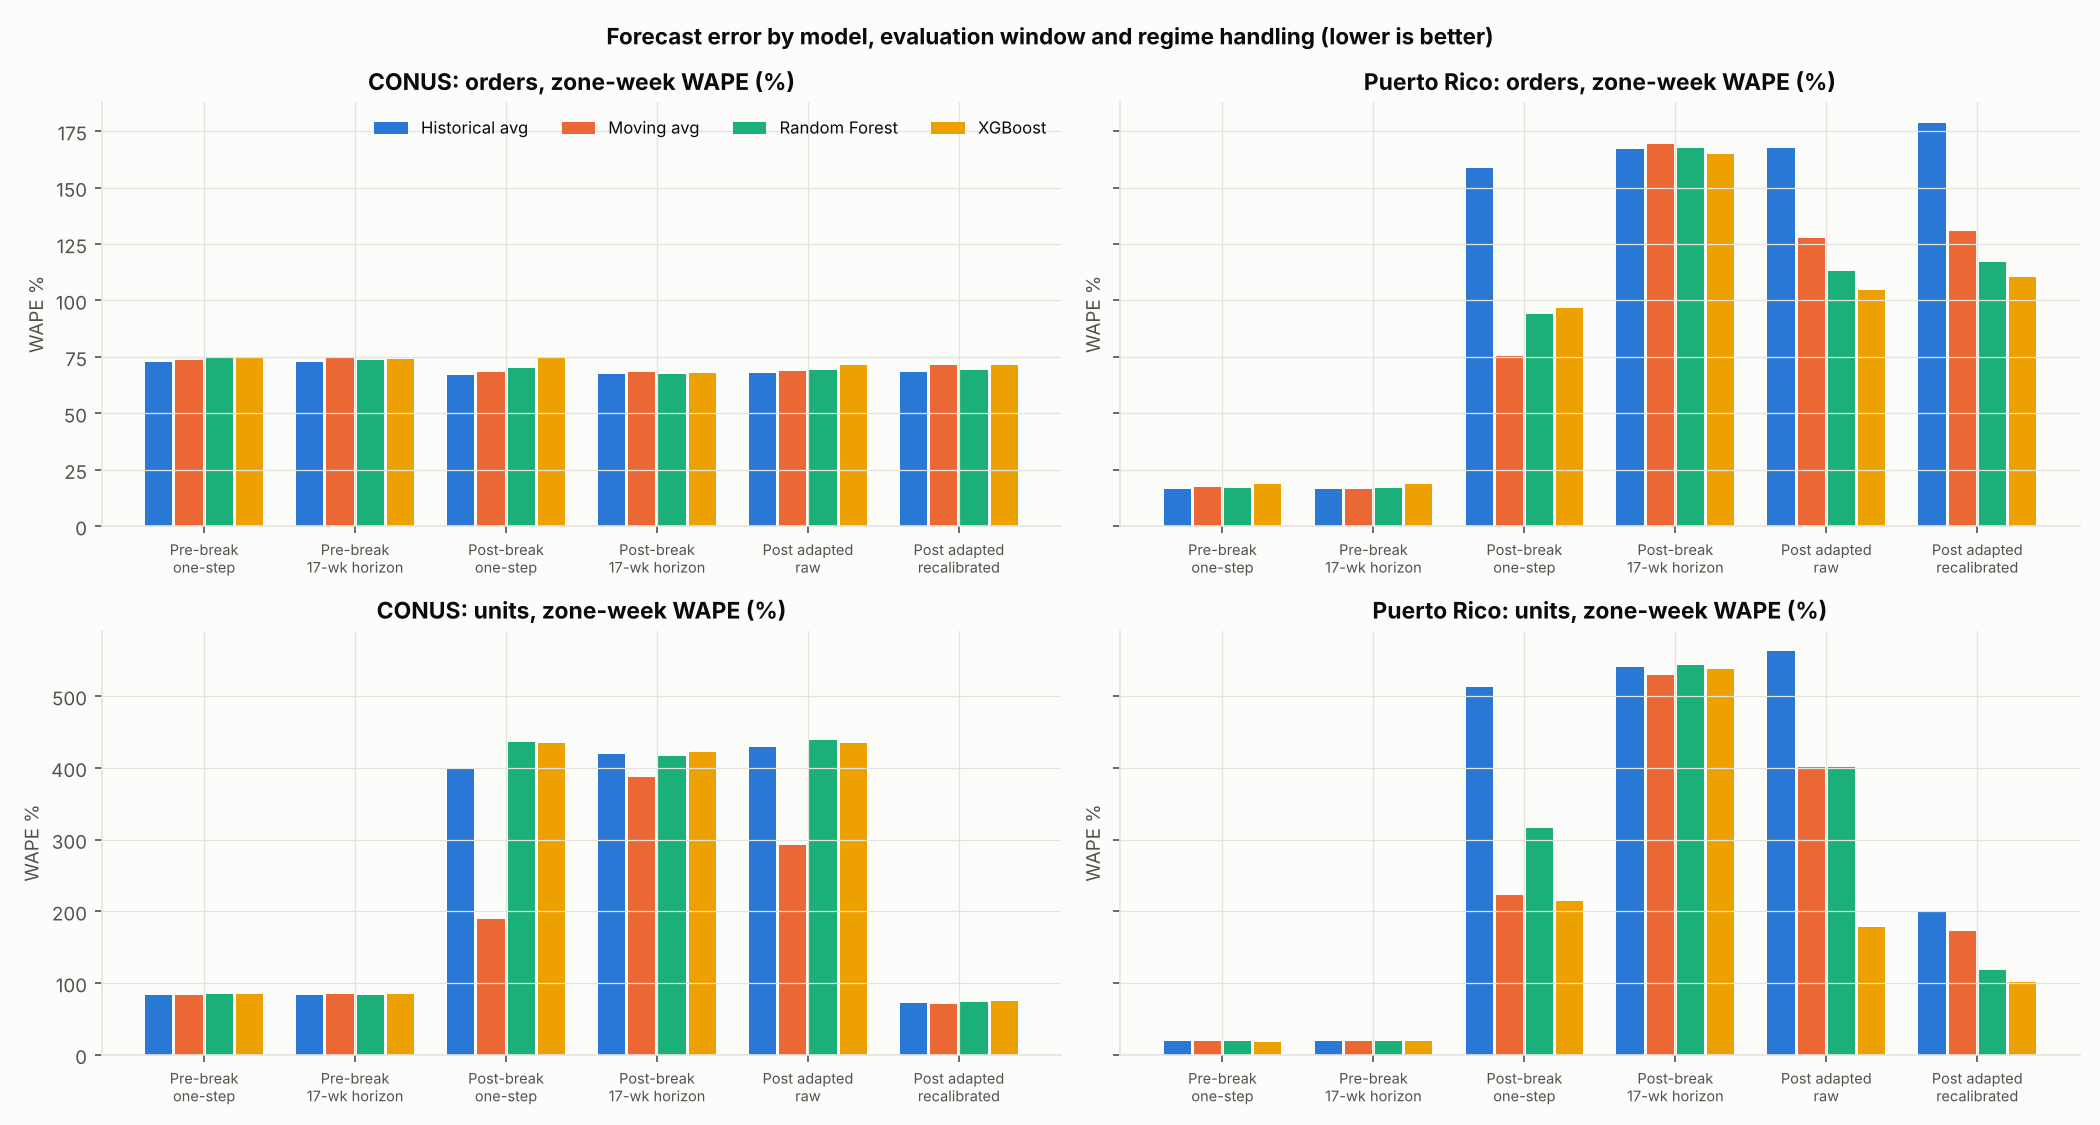 Forecast error by model, evaluation window and regime handling (lower is better)
CONUS: orders, zone-week WAPE (%)
Historical avg Moving avg Random Forest XGBoost
WAPE %
175
150
125
100
75
50
25
0
Pre-break one-step
Pre-break 17-wk horizon
Post-break one-step
Post-break 17-wk horizon
Post adapted raw
Post adapted recalibrated
Puerto Rico: orders, zone-week WAPE (%)
WAPE %
Pre-break one-step
Pre-break 17-wk horizon
Post-break one-step
Post-break 17-wk horizon
Post adapted raw
Post adapted recalibrated
CONUS: units, zone-week WAPE (%)
WAPE %
500
400
300
200
100
0
Pre-break one-step
Pre-break 17-wk horizon
Post-break one-step
Post-break 17-wk horizon
Post adapted raw
Post adapted recalibrated
Puerto Rico: units, zone-week WAPE (%)
WAPE %
Pre-break one-step
Pre-break 17-wk horizon
Post-break one-step
Post-break 17-wk horizon
Post adapted raw
Post adapted recalibrated